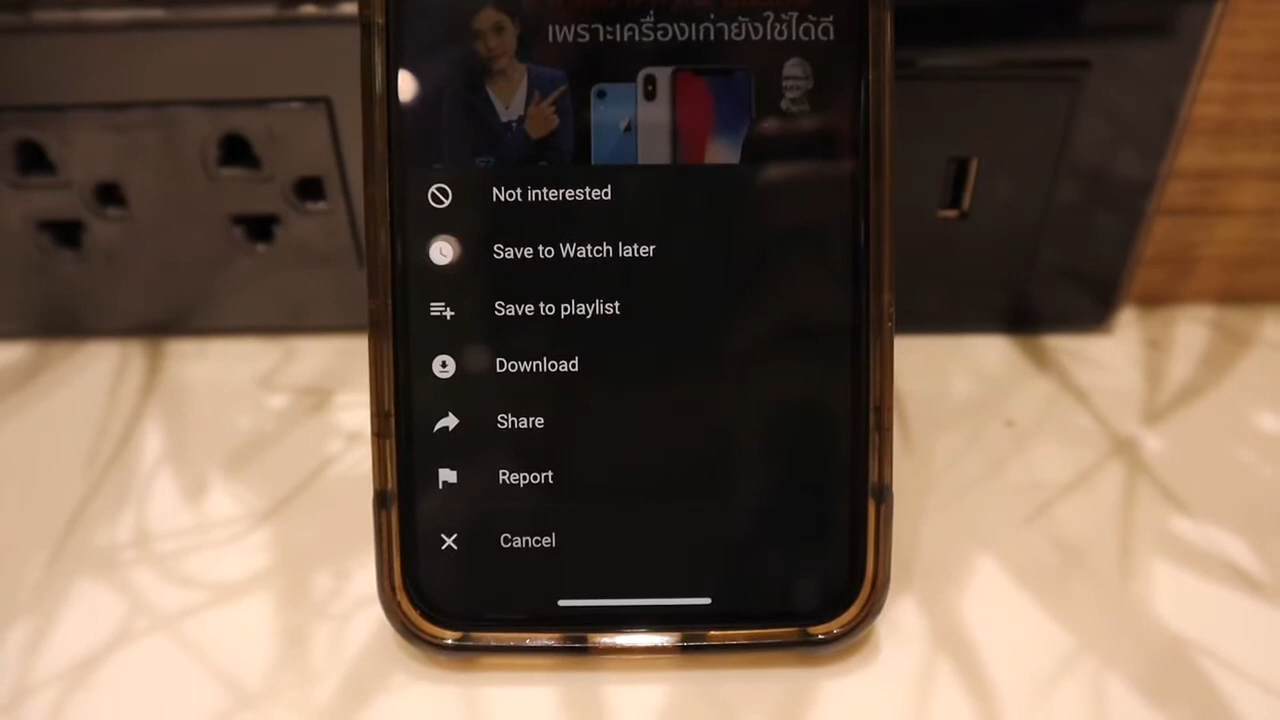 เพราะเครื่องเก่ายังใช้ได้ดี
Not interested
Save to Watch later
Save to playlist
Download
Share
Report
Cancel